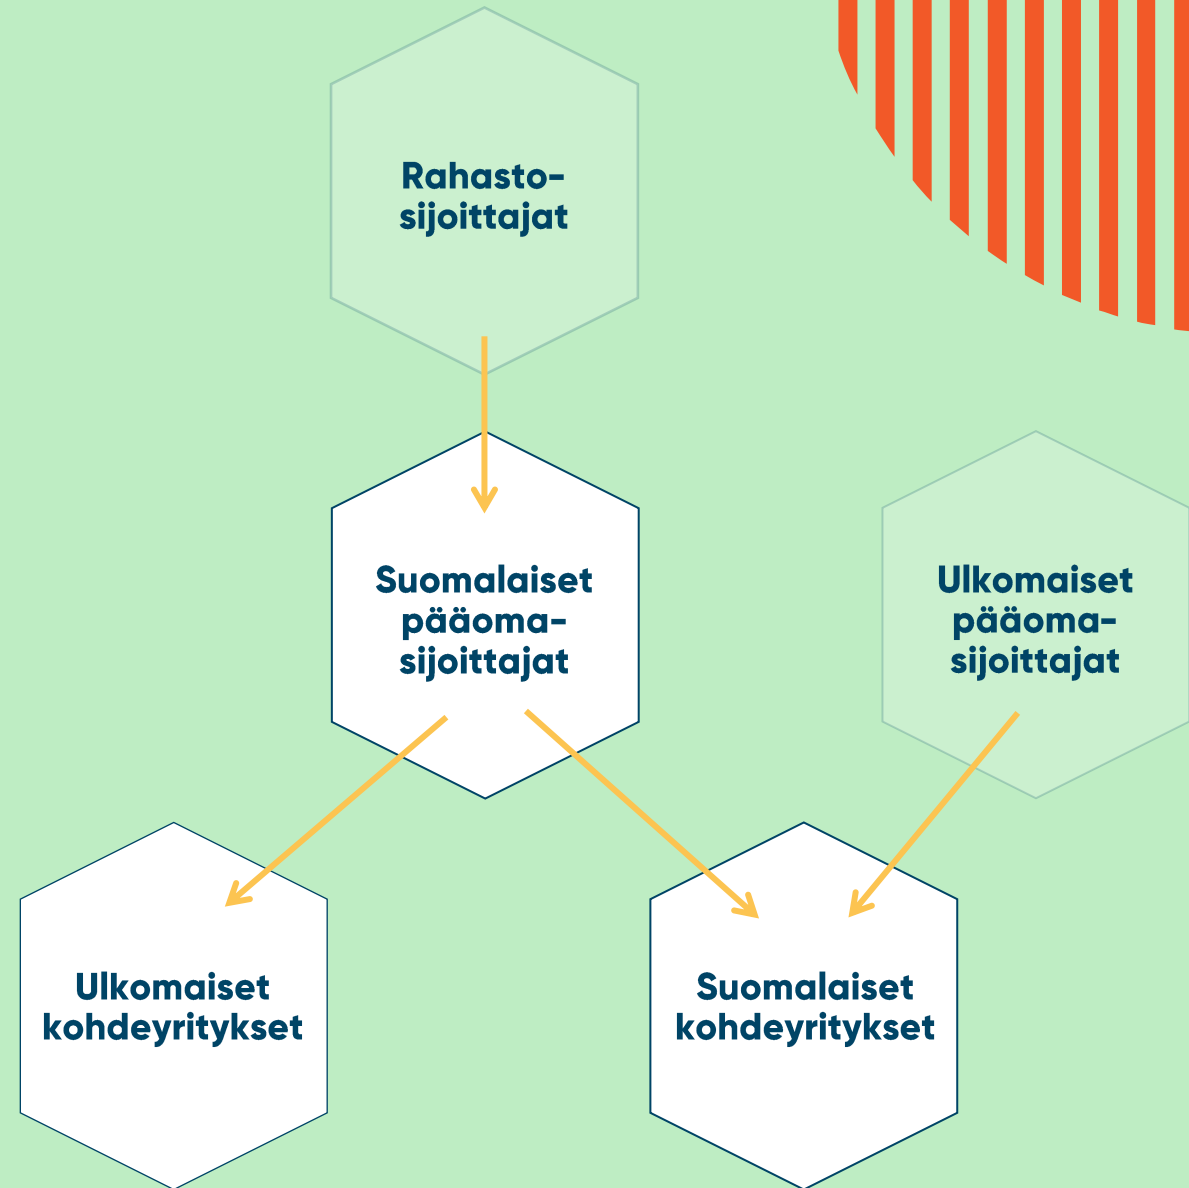 Rahasto-
sijoittajat
Suomalaiset
pääoma-
sijoittajat
Ulkomaiset
pääoma-
sijoittajat
Ulkomaiset
kohdeyritykset
Suomalaiset
kohdeyritykset